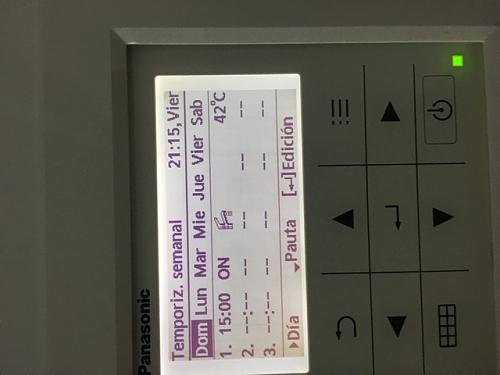 Panasonic
Temporiz. semanal 21:15,Vier
Dom Lun Mar Mie Jue Vier Sab
1. 15:00 ON 42°C
2. --:-- -- -- -- --
3. --:-- -- -- -- --
Día Pauta [↵]Edición